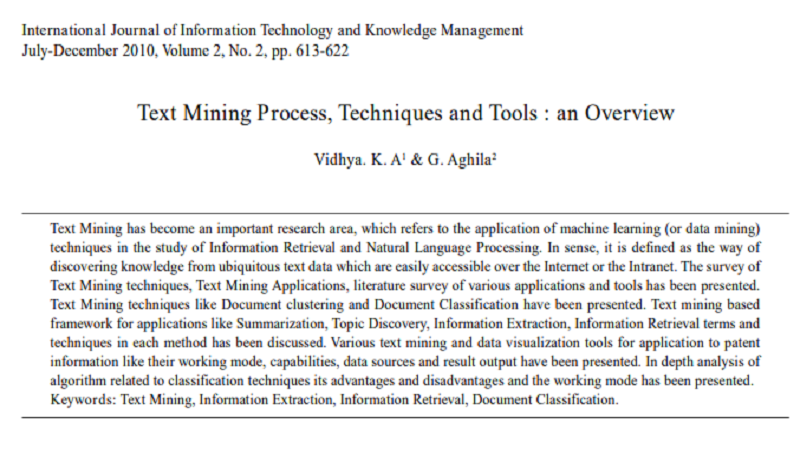 International Journal of Information Technology and Knowledge Management
July-December 2010, Volume 2, No. 2, pp. 613-622
Text Mining Process, Techniques and Tools : an Overview
Vidhya. K. A¹ & G. Aghila²
Text Mining has become an important research area, which refers to the application of machine learning (or data mining)
techniques in the study of Information Retrieval and Natural Language Processing. In sense, it is defined as the way of
discovering knowledge from ubiquitous text data which are easily accessible over the Internet or the Intranet. The survey of
Text Mining techniques, Text Mining Applications, literature survey of various applications and tools has been presented.
Text Mining techniques like Document clustering and Document Classification have been presented. Text mining based
framework for applications like Summarization, Topic Discovery, Information Extraction, Information Retrieval terms and
techniques in each method has been discussed. Various text mining and data visualization tools for application to patent
information like their working mode, capabilities, data sources and result output have been presented. In depth analysis of
algorithm related to classification techniques its advantages and disadvantages and the working mode has been presented.
Keywords: Text Mining, Information Extraction, Information Retrieval, Document Classification.